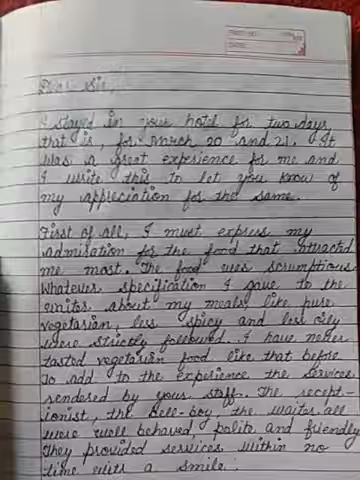 Dear Sir,
I stayed in your hotel for two days
that is, for March 20 and 21. It
was a great experience for me and
I write this to let you know of
my appreciation for the same.
First of all, I must express my
admiration for the food that attracted
me most. The food was scrumptious
Whatever specification I gave to the
waiter about my meals like pure
vegetarian, less spicy and less oily
were strictly followed. I have never
tasted vegetarian food like that before
To add to the experience the services
rendered by your staff. The recept-
ionist, the bell-boy, the waiter all
were well behaved, polite and friendly
They provided services within no
time with a smile.